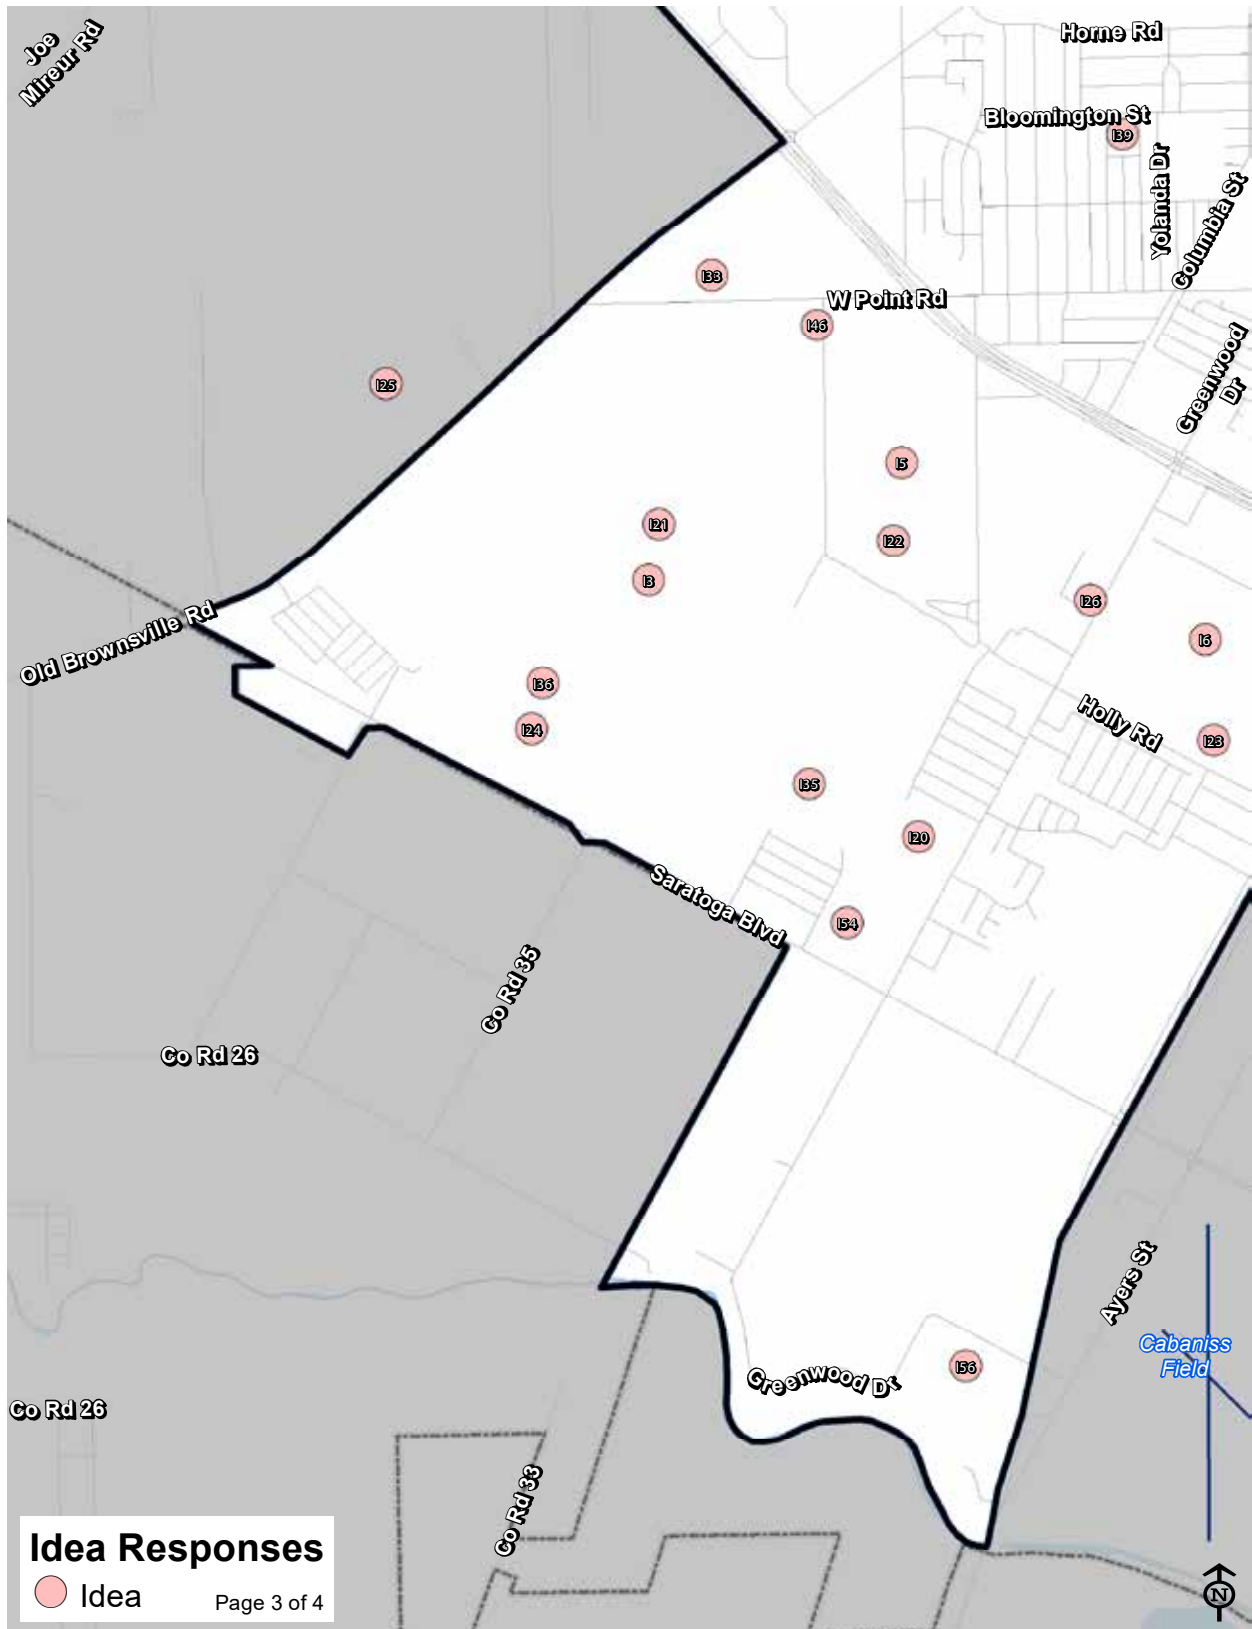 Joe
Mireur Rd
Horne Rd
Bloomington St
I39
Yolanda Dr
Columbia St
I33
W Point Rd
I46
Greenwood
Dr
I25
I5
I21
I22
I3
I26
Old Brownsville Rd
I6
I36
I24
Holly Rd
I23
I35
I20
Saratoga Blvd
I54
Co Rd 35
Co Rd 26
Ayers St
Cabaniss
Field
I56
Greenwood Dr
Co Rd 26
Co Rd 33
Idea Responses
Idea
Page 3 of 4
N